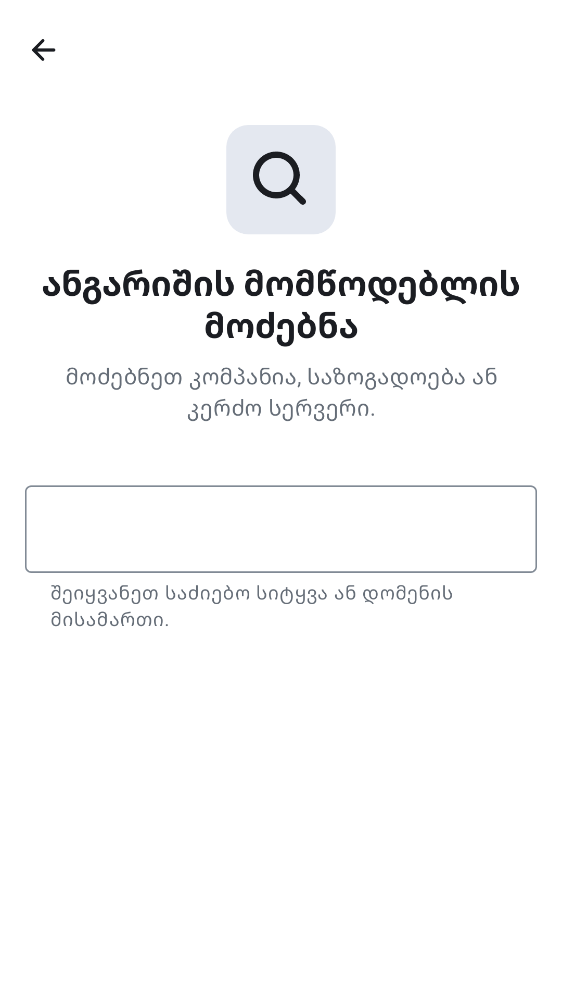 ანგარიშის მომწოდებლის
მოძებნა
მოძებნეთ კომპანია, საზოგადოება ან
კერძო სერვერი.
შეიყვანეთ საძიებო სიტყვა ან დომენის
მისამართი.